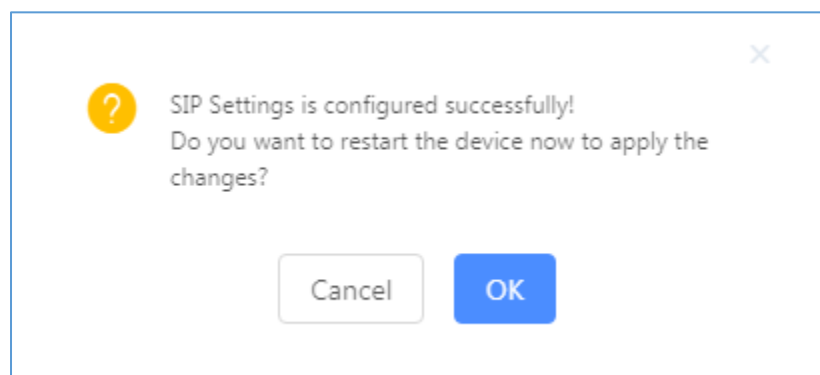 SIP Settings is configured successfully!
Do you want to restart the device now to apply the
changes?
Cancel
OK